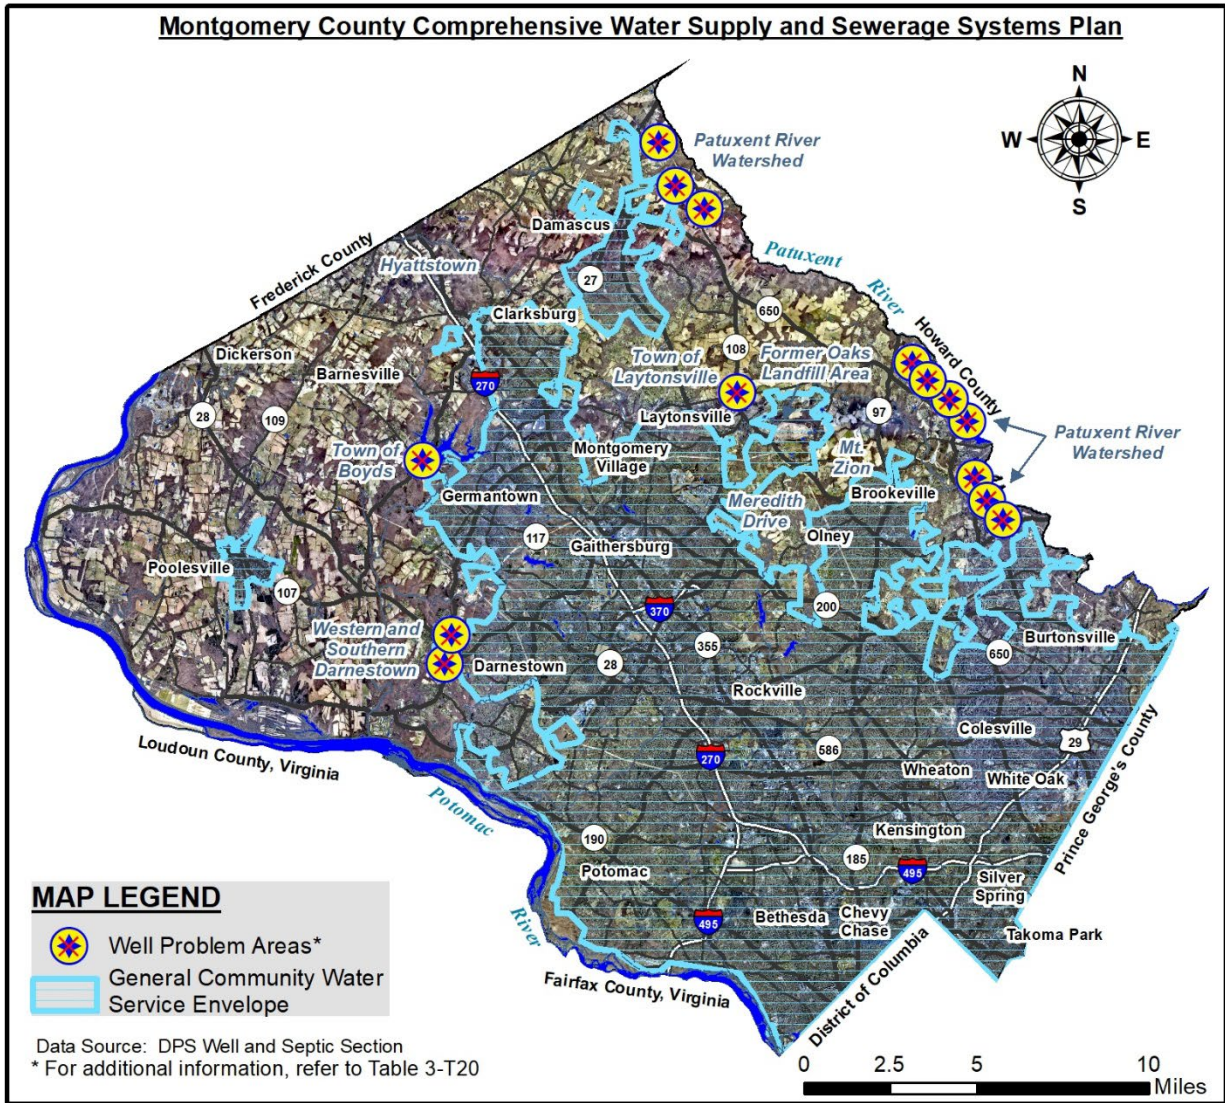 Montgomery County Comprehensive Water Supply and Sewerage Systems Plan
N
W
E
S
Patuxent River
Watershed
Damascus
Patuxent
River
Frederick County
Hyattstown
27
650
Clarksburg
Howard County
Dickerson
108
Town of
Laytonsville
Former Oaks
Landfill Area
Barnesville
270
28
109
Laytonsville
97
Patuxent River
Watershed
Town of
Boyds
Montgomery
Village
Mt.
Zion
Germantown
Brookeville
Meredith
Drive
117
Gaithersburg
Olney
Poolesville
107
370
200
Western and
Southern
Darnestown
Burtonsville
355
650
Darnestown
28
Rockville
Colesville
29
Loudoun County, Virginia
586
270
Wheaton
White Oak
Prince George's County
Potomac
190
Kensington
185
495
Potomac
Silver
Spring
River
495
Bethesda
Chevy
Chase
Takoma Park
Fairfax County, Virginia
District of Columbia
MAP LEGEND
Well Problem Areas*
General Community Water
Service Envelope
Data Source: DPS Well and Septic Section
* For additional information, refer to Table 3-T20
0 2.5 5 10
Miles